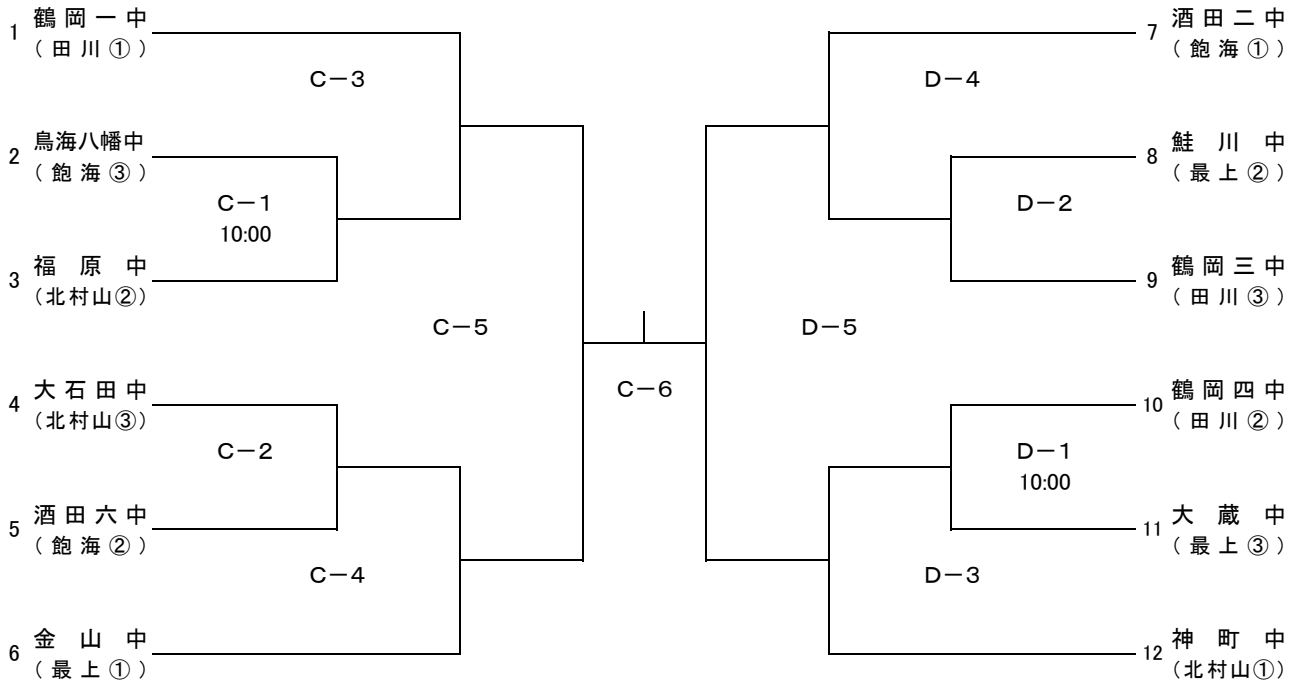 1 鶴岡一中
(田川①)
C-3
2 鳥海八幡中
(飽海③)
C-1
10:00
3 福原中
(北村山②)
C-5
4 大石田中
(北村山③)
C-2
5 酒田六中
(飽海②)
C-4
6 金山中
(最上①)
C-6
7 酒田二中
(飽海①)
D-4
8 鮭川中
(最上②)
D-2
9 鶴岡三中
(田川③)
D-5
10 鶴岡四中
(田川②)
D-1
10:00
11 大蔵中
(最上③)
D-3
12 神町中
(北村山①)